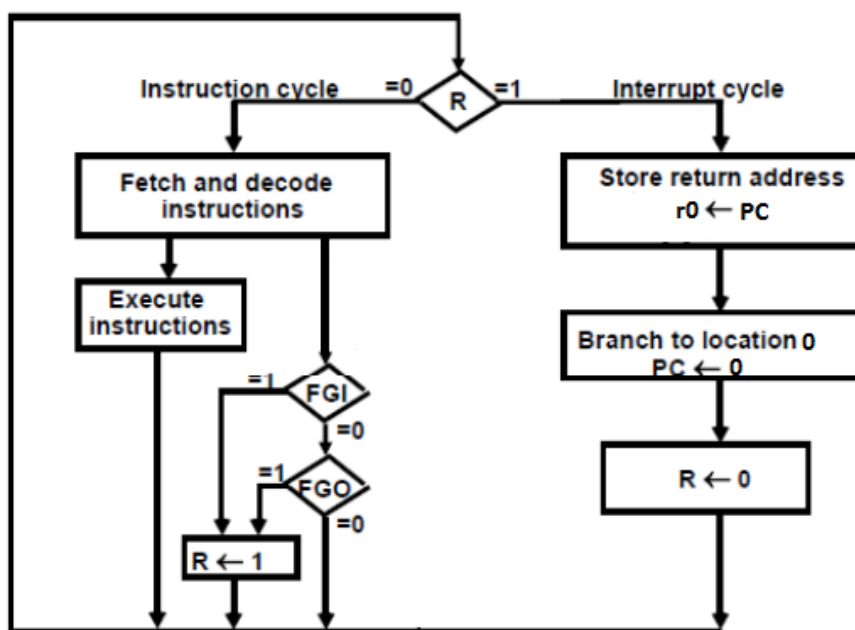 Instruction cycle
=0
R
=1
Interrupt cycle
Fetch and decode
instructions
Store return address
r0 ← PC
Execute
instructions
Branch to location 0
PC ← 0
=1
FGI
=0
=1
FGO
=0
R ← 0
R ← 1